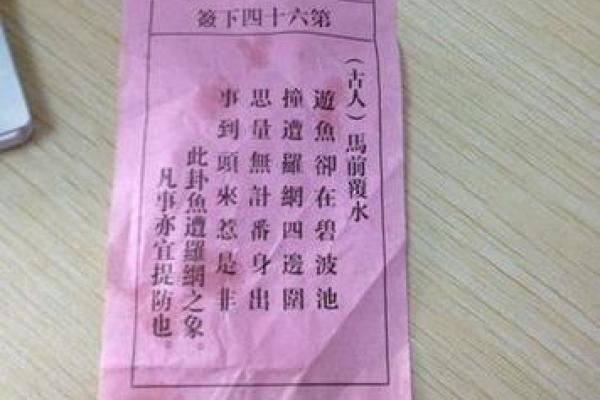 第六十四下簽
（古人）馬前覆水
遊魚卻在碧波池
撞遭羅網四邊圍
思量無計番身出
事到頭來惹是非
此卦魚遭羅網之象。
凡事亦宜提防也。